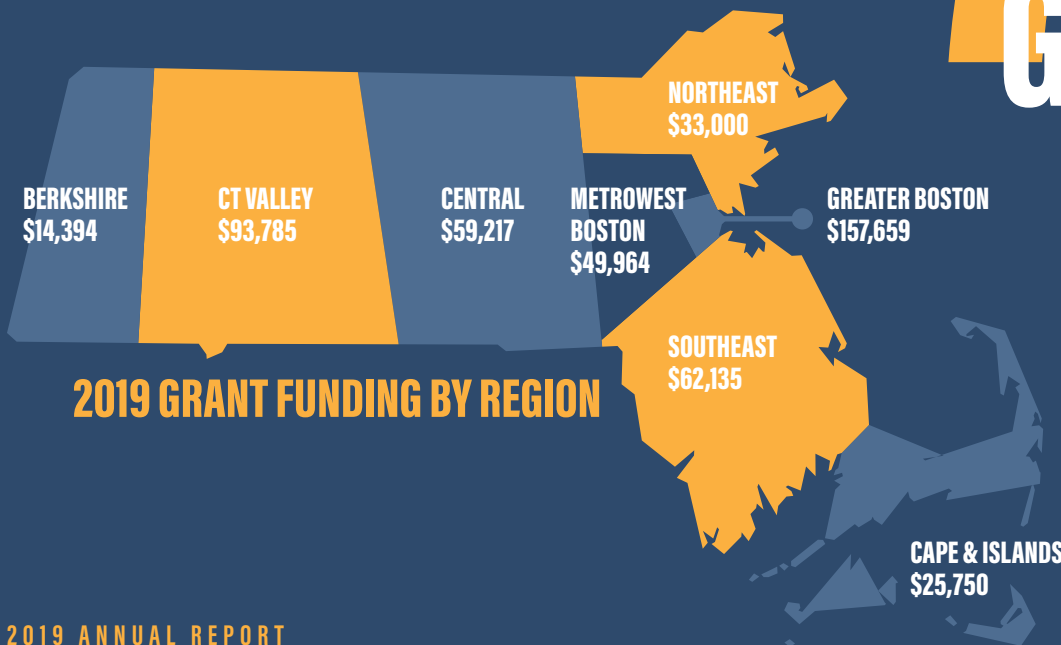 G
NORTHEAST
$33,000
BERKSHIRE
$14,394
CT VALLEY
$93,785
CENTRAL
$59,217
METROWEST
BOSTON
$49,964
GREATER BOSTON
$157,659
SOUTHEAST
$62,135
2019 GRANT FUNDING BY REGION
CAPE & ISLANDS
$25,750
2019 ANNUAL REPORT